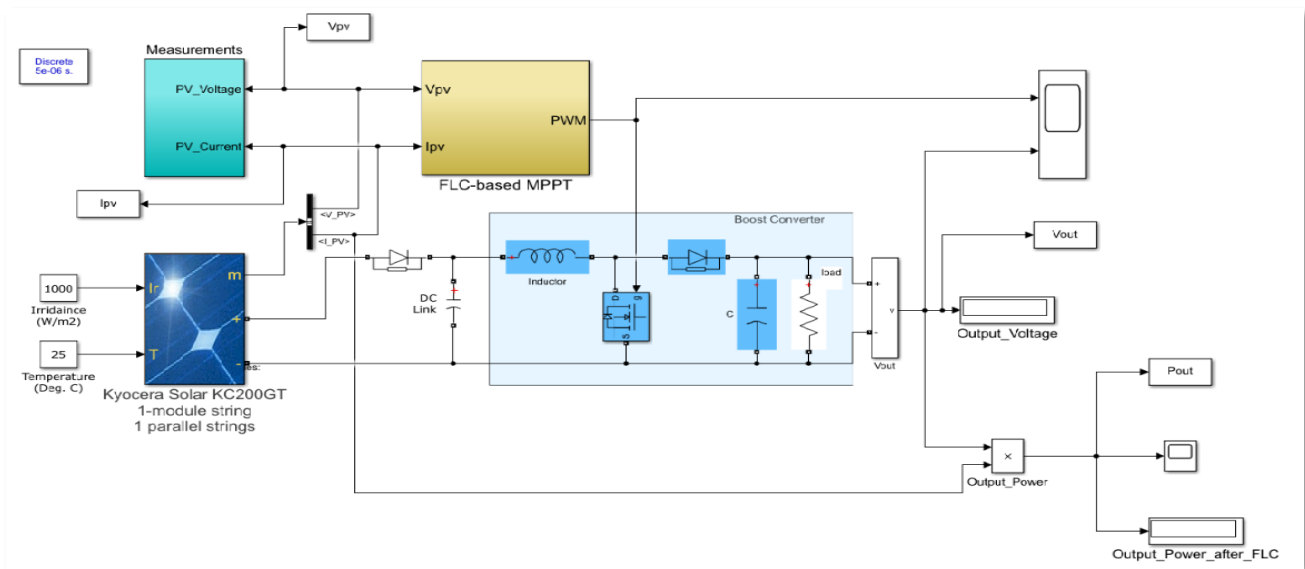 Vpv
Discrete
5e-06 s.
Measurements
PV_Voltage
PV_Current
Vpv
Ipv
PWM
FLC-based MPPT
Ipv
<V_PV>
<I_PV>
Boost Converter
Inductor
DC
Link
D
g
S
C
load
+
-
v
Vout
Vout
Output_Voltage
1000
Irridaince
(W/m2)
25
Temperature
(Deg. C)
Ir
T
m
+
-
es:
Kyocera Solar KC200GT
1-module string
1 parallel strings
Pout
×
Output_Power
Output_Power_after_FLC